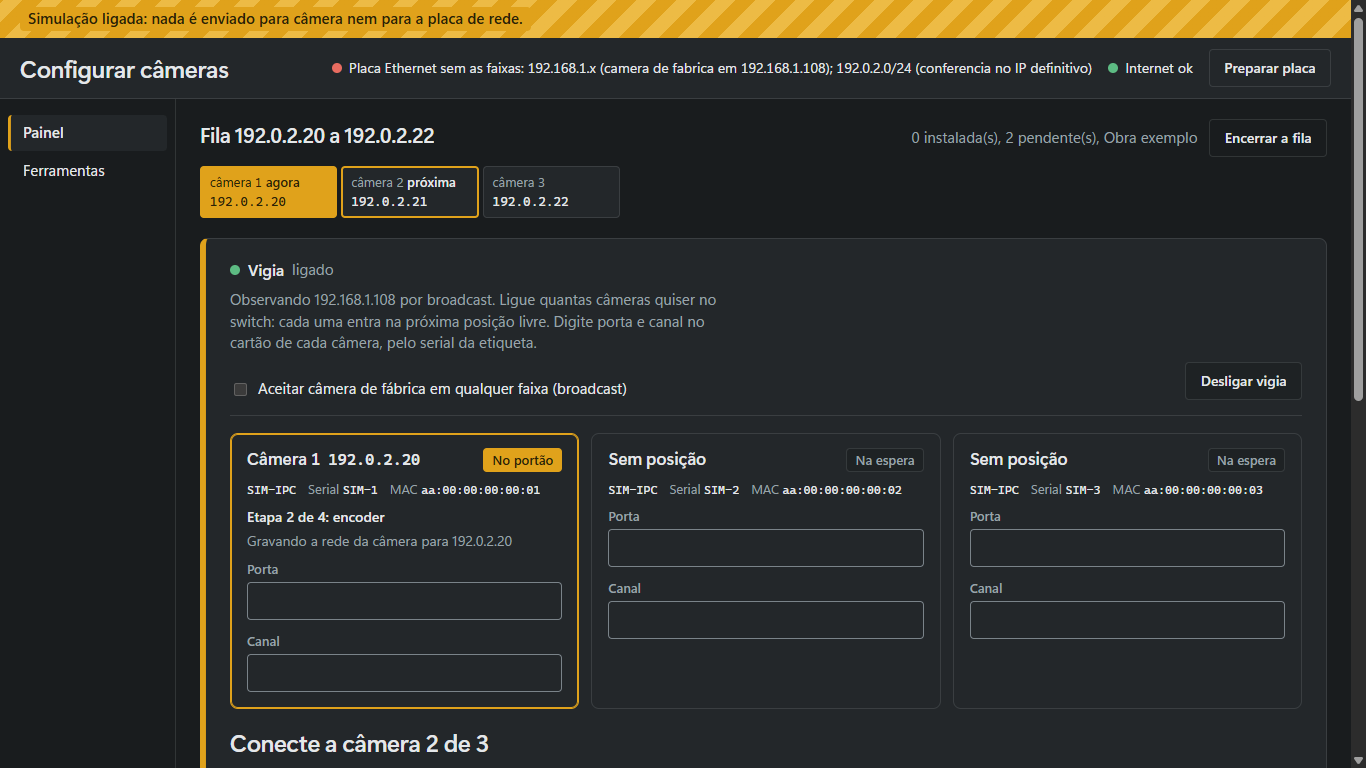 Simulação ligada: nada é enviado para câmera nem para a placa de rede.
Configurar câmeras
Placa Ethernet sem as faixas: 192.168.1.x (camera de fabrica em 192.168.1.108); 192.0.2.0/24 (conferencia no IP definitivo)
Internet ok
Preparar placa
Painel
Ferramentas
Fila 192.0.2.20 a 192.0.2.22
0 instalada(s), 2 pendente(s), Obra exemplo
Encerrar a fila
câmera 1 agora
192.0.2.20
câmera 2 próxima
192.0.2.21
câmera 3
192.0.2.22
Vigia ligado
Observando 192.168.1.108 por broadcast. Ligue quantas câmeras quiser no
switch: cada uma entra na próxima posição livre. Digite porta e canal no
cartão de cada câmera, pelo serial da etiqueta.
Aceitar câmera de fábrica em qualquer faixa (broadcast)
Desligar vigia
Câmera 1 192.0.2.20
No portão
SIM-IPC Serial SIM-1 MAC aa:00:00:00:00:01
Etapa 2 de 4: encoder
Gravando a rede da câmera para 192.0.2.20
Porta
Canal
Sem posição
Na espera
SIM-IPC Serial SIM-2 MAC aa:00:00:00:00:02
Porta
Canal
Sem posição
Na espera
SIM-IPC Serial SIM-3 MAC aa:00:00:00:00:03
Porta
Canal
Conecte a câmera 2 de 3